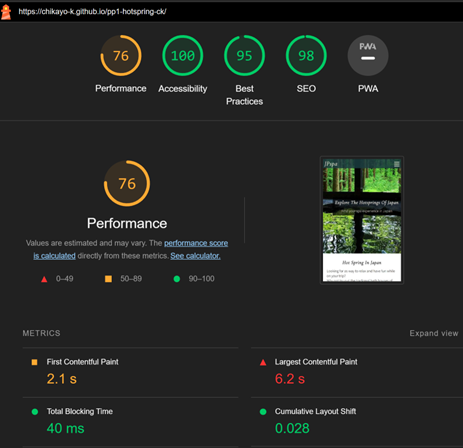 https://chikayo-k.github.io/pp1-hotspring-ck/
76
100
95
98
PWA
Performance
Accessibility
Best
Practices
SEO
PWA
76
Performance
Values are estimated and may vary. The performance score
is calculated directly from these metrics. See calculator.
0–49
50–89
90–100
JSpa
Explore The Hotsprings Of Japan
Hot Spring In Japan
METRICS
Expand view
First Contentful Paint
2.1 s
Largest Contentful Paint
6.2 s
Total Blocking Time
40 ms
Cumulative Layout Shift
0.028